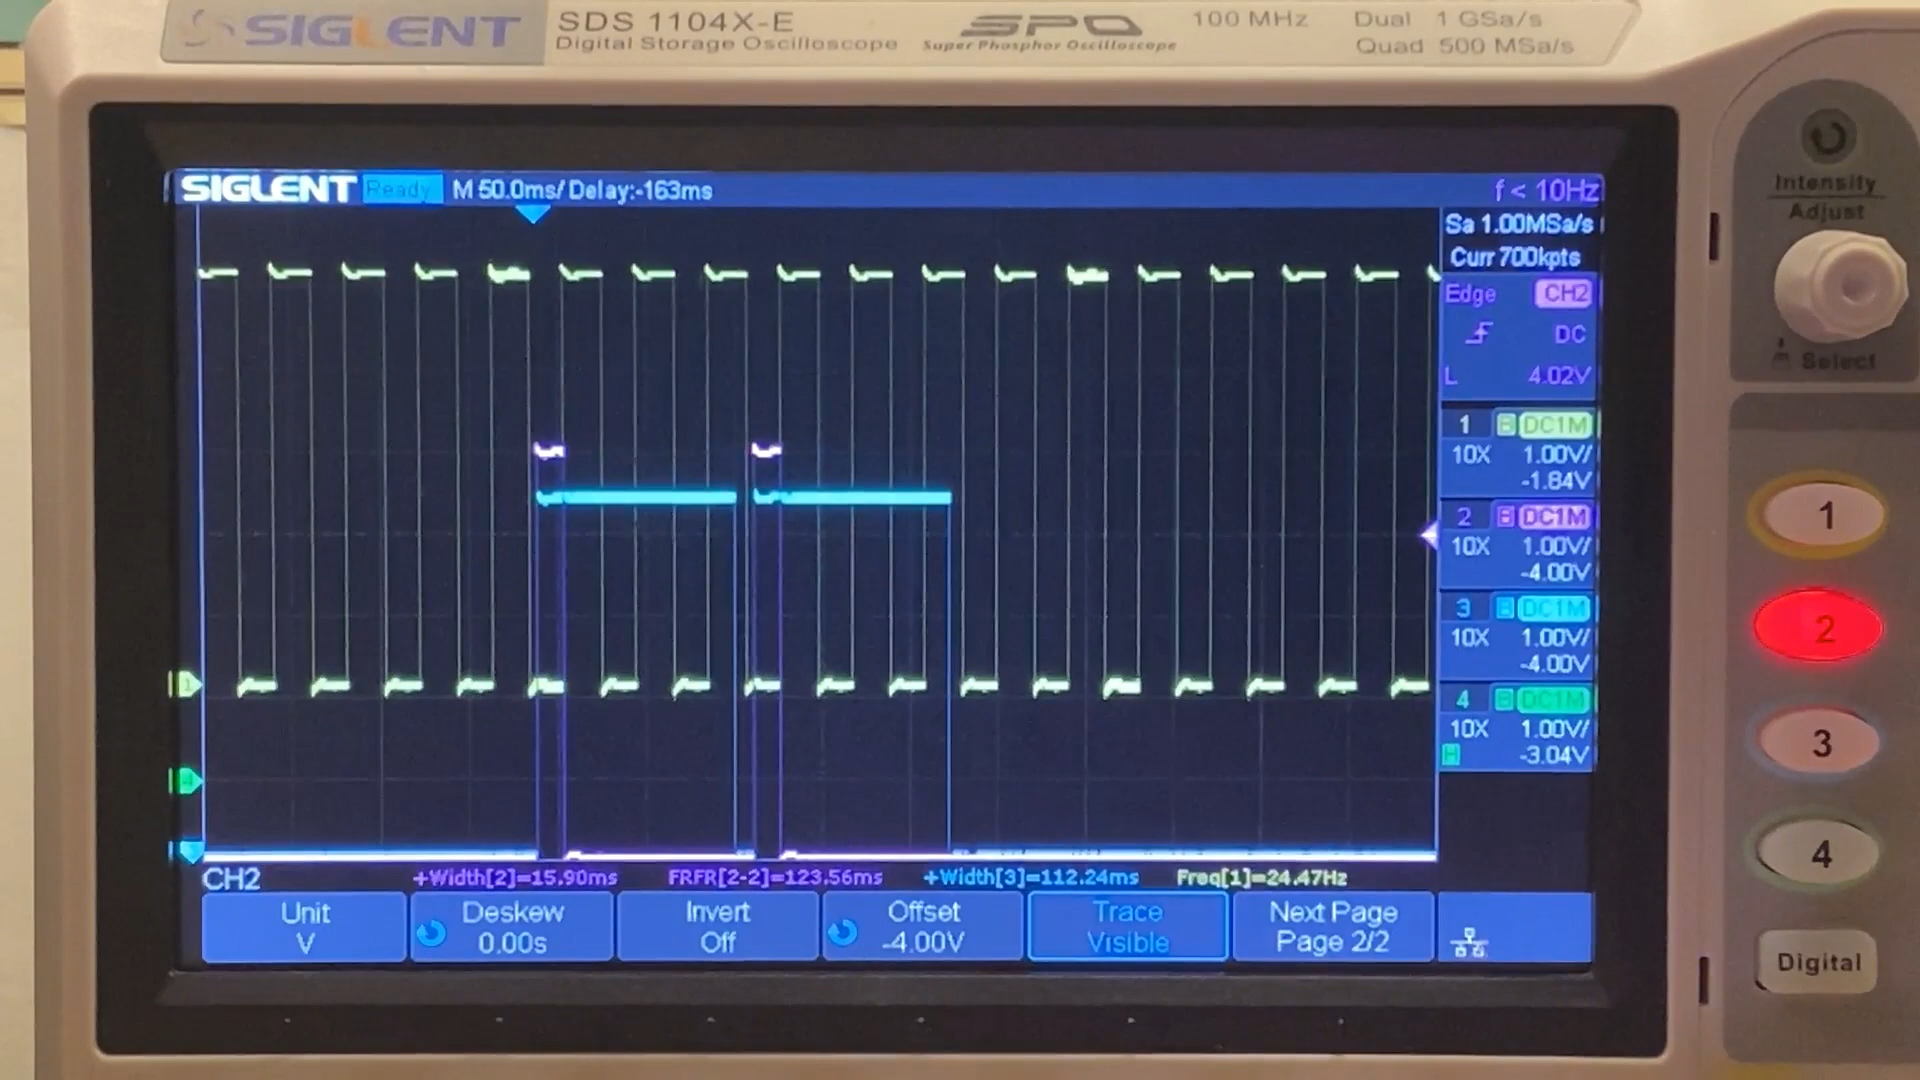 SIGLENT SDS 1104X-E
Digital Storage Oscilloscope
SPO
Super Phosphor Oscilloscope
100 MHz
Dual 1 GSa/s
Quad 500 MSa/s
SIGLENT Ready M 50.0ms/ Delay:-163ms f < 10Hz
Sa 1.00MSa/s
Curr 700kpts
Edge CH2
DC
L 4.02V
1 B DC1M
10X 1.00V/
-1.84V
2 B DC1M
10X 1.00V/
-4.00V
3 B DC1M
10X 1.00V/
-4.00V
4 B DC1M
10X 1.00V/
H -3.04V
1
4
CH2 +Width[2]=15.90ms FRFR[2-2]=123.56ms +Width[3]=112.24ms Freq[1]=24.47Hz
Unit
V
Deskew
0.00s
Invert
Off
Offset
-4.00V
Trace
Visible
Next Page
Page 2/2
Intensity
Adjust
Select
1
2
3
4
Digital